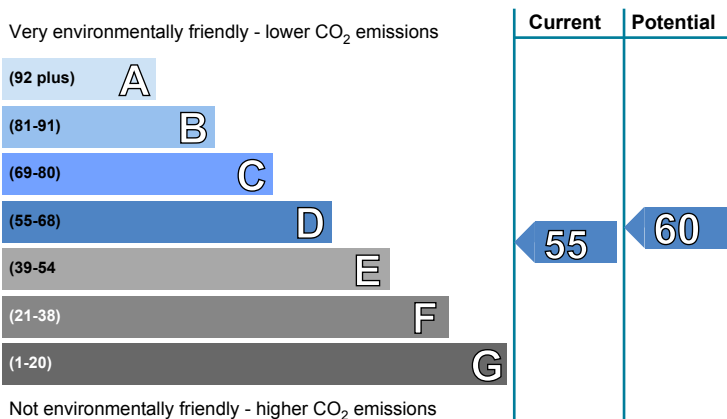 Very environmentally friendly - lower CO2 emissions
Current
Potential
(92 plus) A
(81-91) B
(69-80) C
(55-68) D
(39-54 E
(21-38) F
(1-20) G
55
60
Not environmentally friendly - higher CO2 emissions